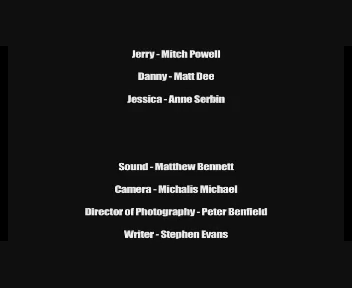 Jerry - Mitch Powell
Danny - Matt Dee
Jessica - Anne Serbin
Sound - Matthew Bennett
Camera - Michalis Michael
Director of Photography - Peter Benfield
Writer - Stephen Evans